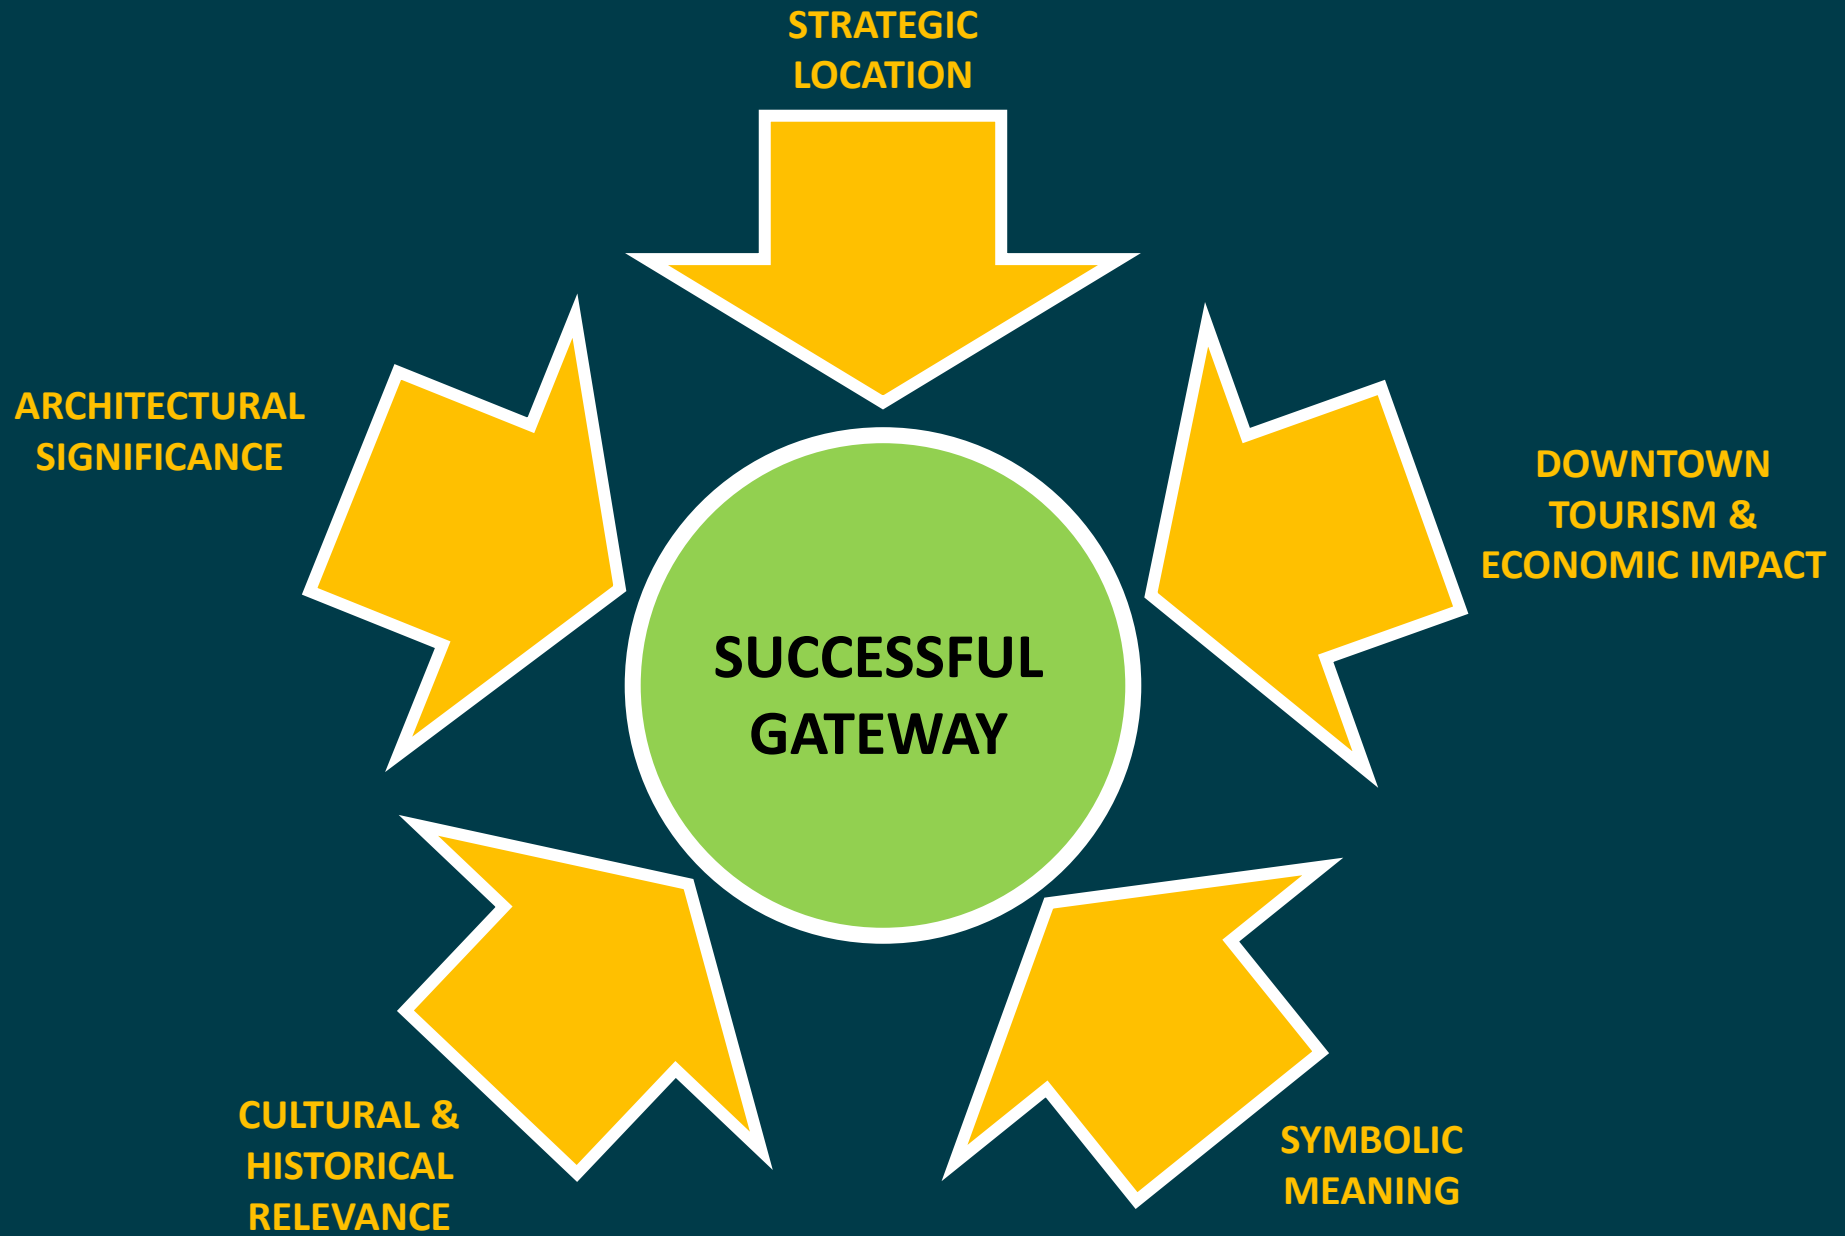 STRATEGIC
LOCATION
ARCHITECTURAL
SIGNIFICANCE
DOWNTOWN
TOURISM &
ECONOMIC IMPACT
SUCCESSFUL
GATEWAY
CULTURAL &
HISTORICAL
RELEVANCE
SYMBOLIC
MEANING